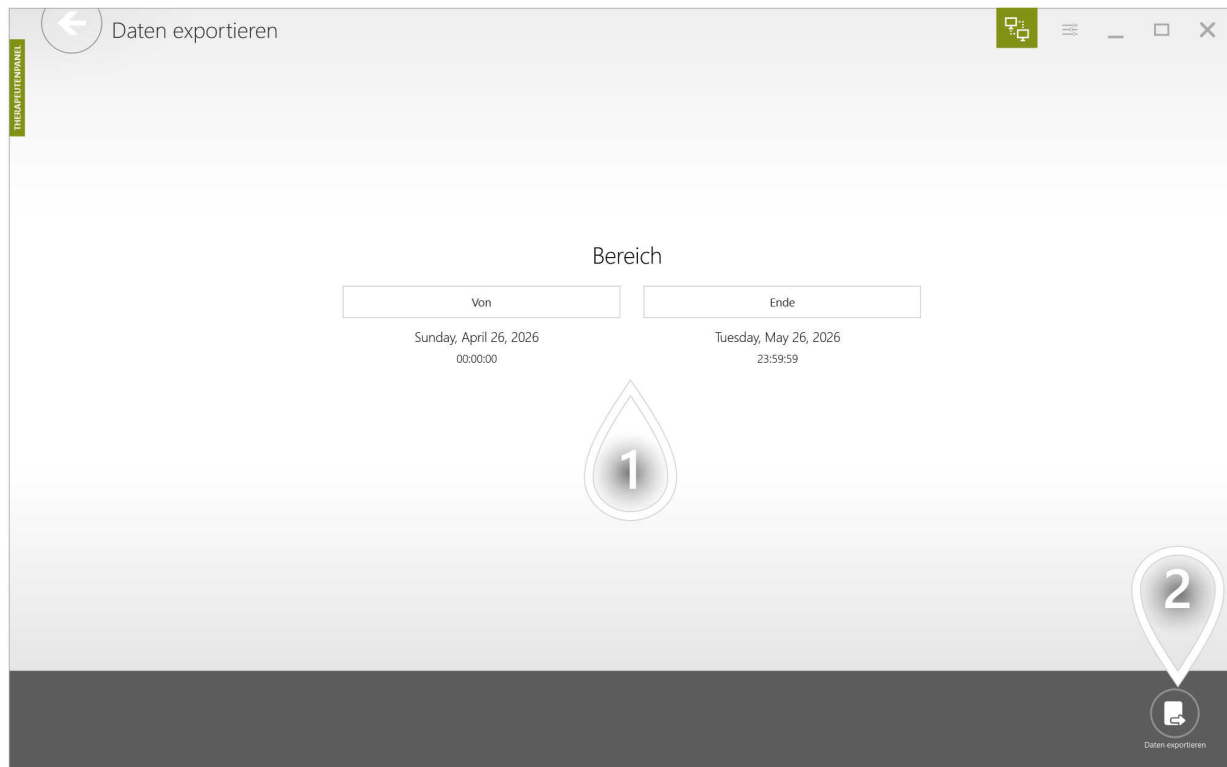 Daten exportieren
THERAPEUTENPANEL
Bereich
Von
Ende
Sunday, April 26, 2026
Tuesday, May 26, 2026
00:00:00
23:59:59
1
2
Daten exportieren